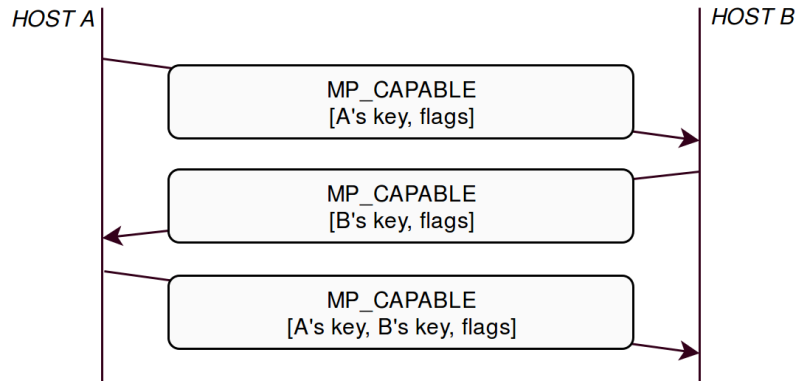 HOST A
HOST B
MP_CAPABLE
[A's key, flags]
MP_CAPABLE
[B's key, flags]
MP_CAPABLE
[A's key, B's key, flags]